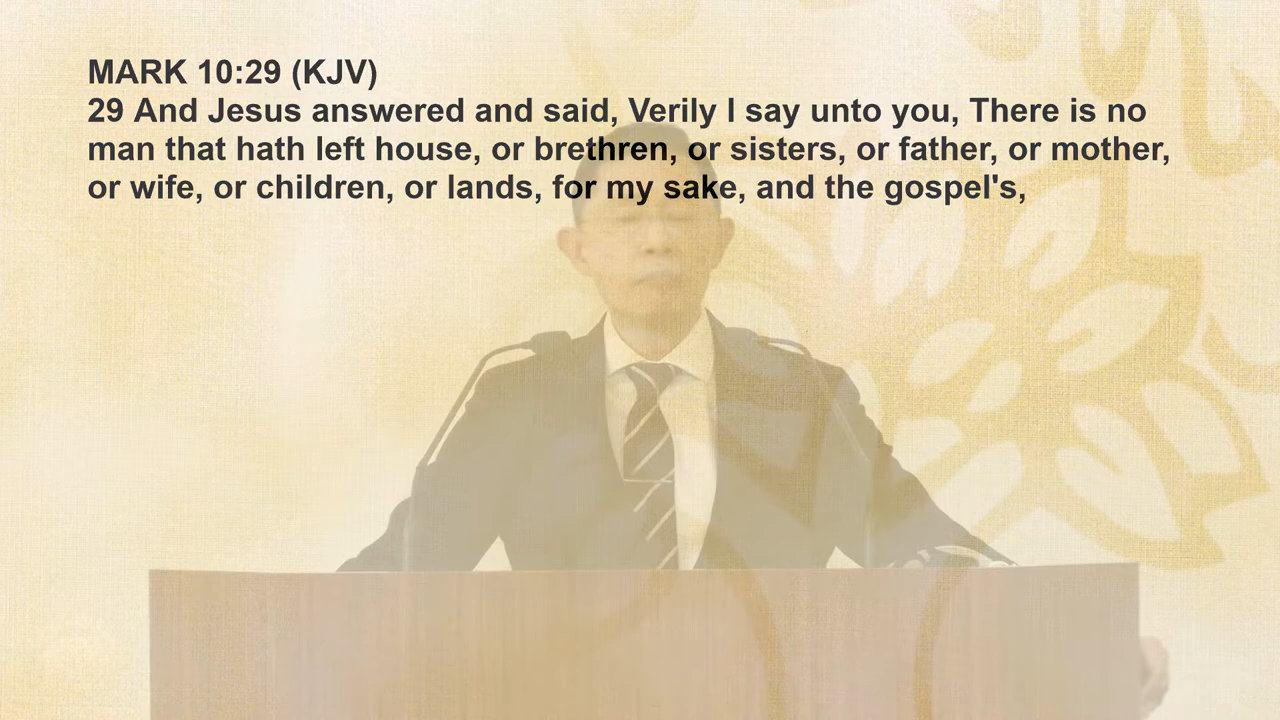 MARK 10:29 (KJV)
29 And Jesus answered and said, Verily I say unto you, There is no
man that hath left house, or brethren, or sisters, or father, or mother,
or wife, or children, or lands, for my sake, and the gospel's,